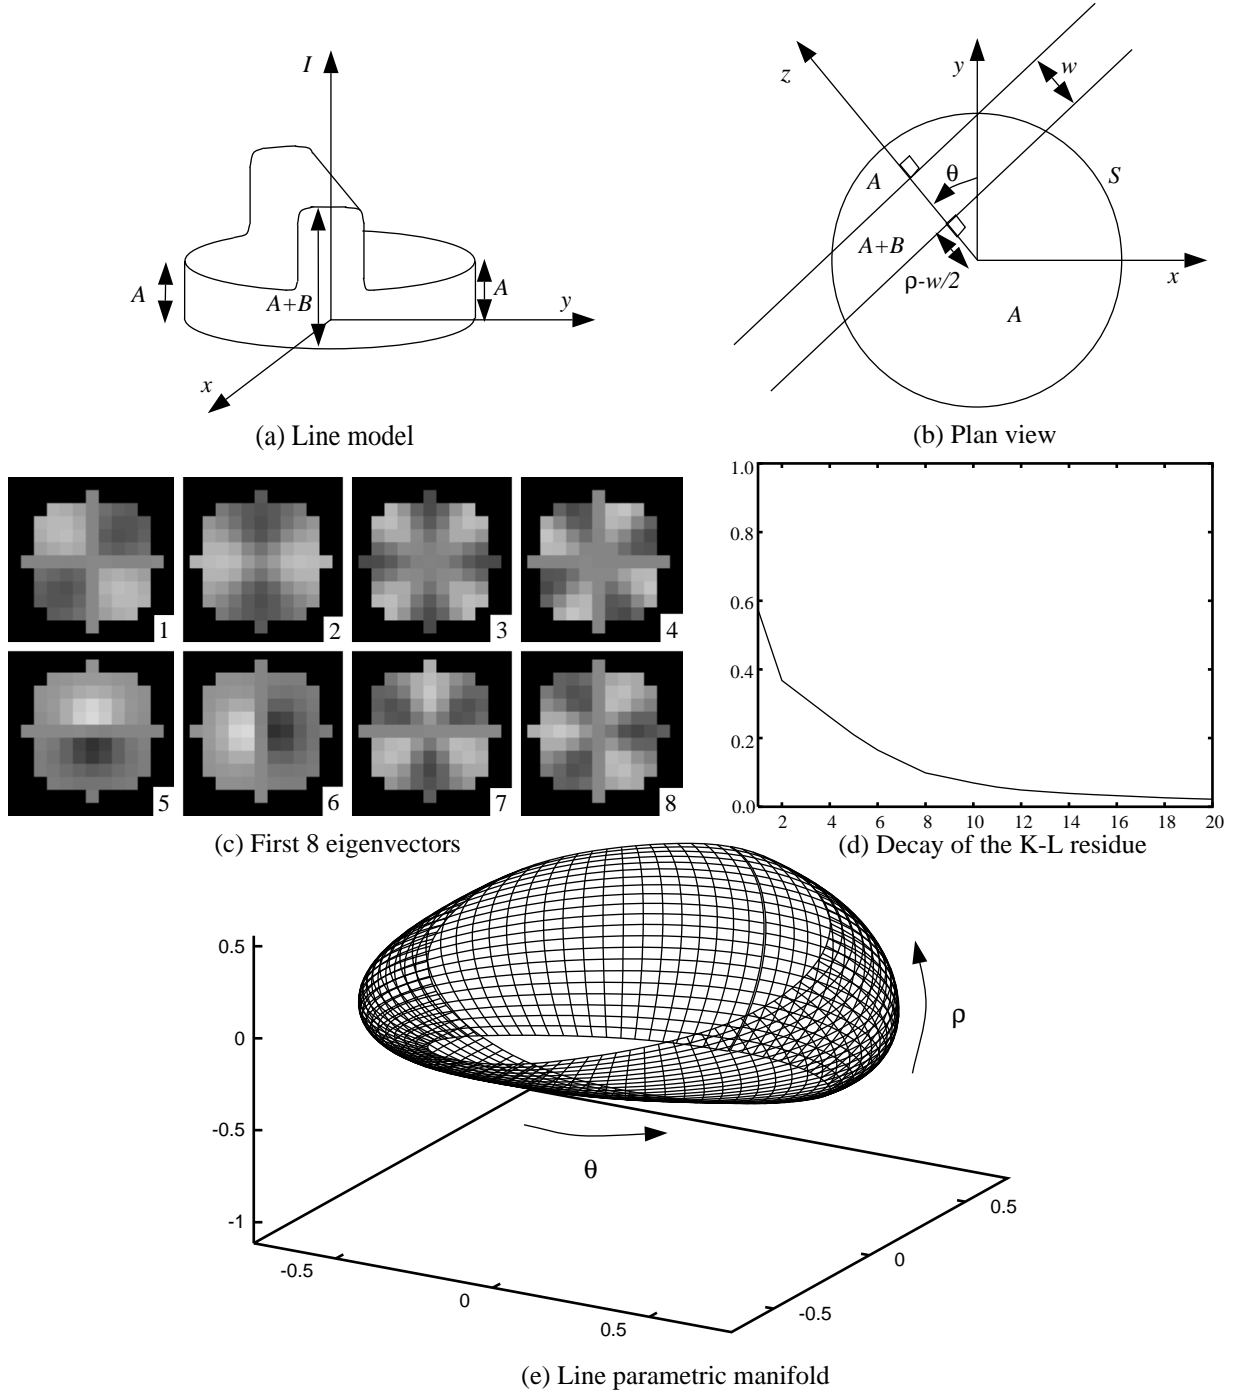 I
A
A+B
A
y
x
(a) Line model
z
y
w
θ
A
S
A+B
ρ-w/2
x
A
(b) Plan view
1
2
3
4
5
6
7
8
(c) First 8 eigenvectors
1.0
0.8
0.6
0.4
0.2
0.0
2 4 6 8 10 12 14 16 18 20
(d) Decay of the K-L residue
0.5
0
-0.5
-1
ρ
θ
-0.5
0
0.5
-0.5
0
0.5
(e) Line parametric manifold